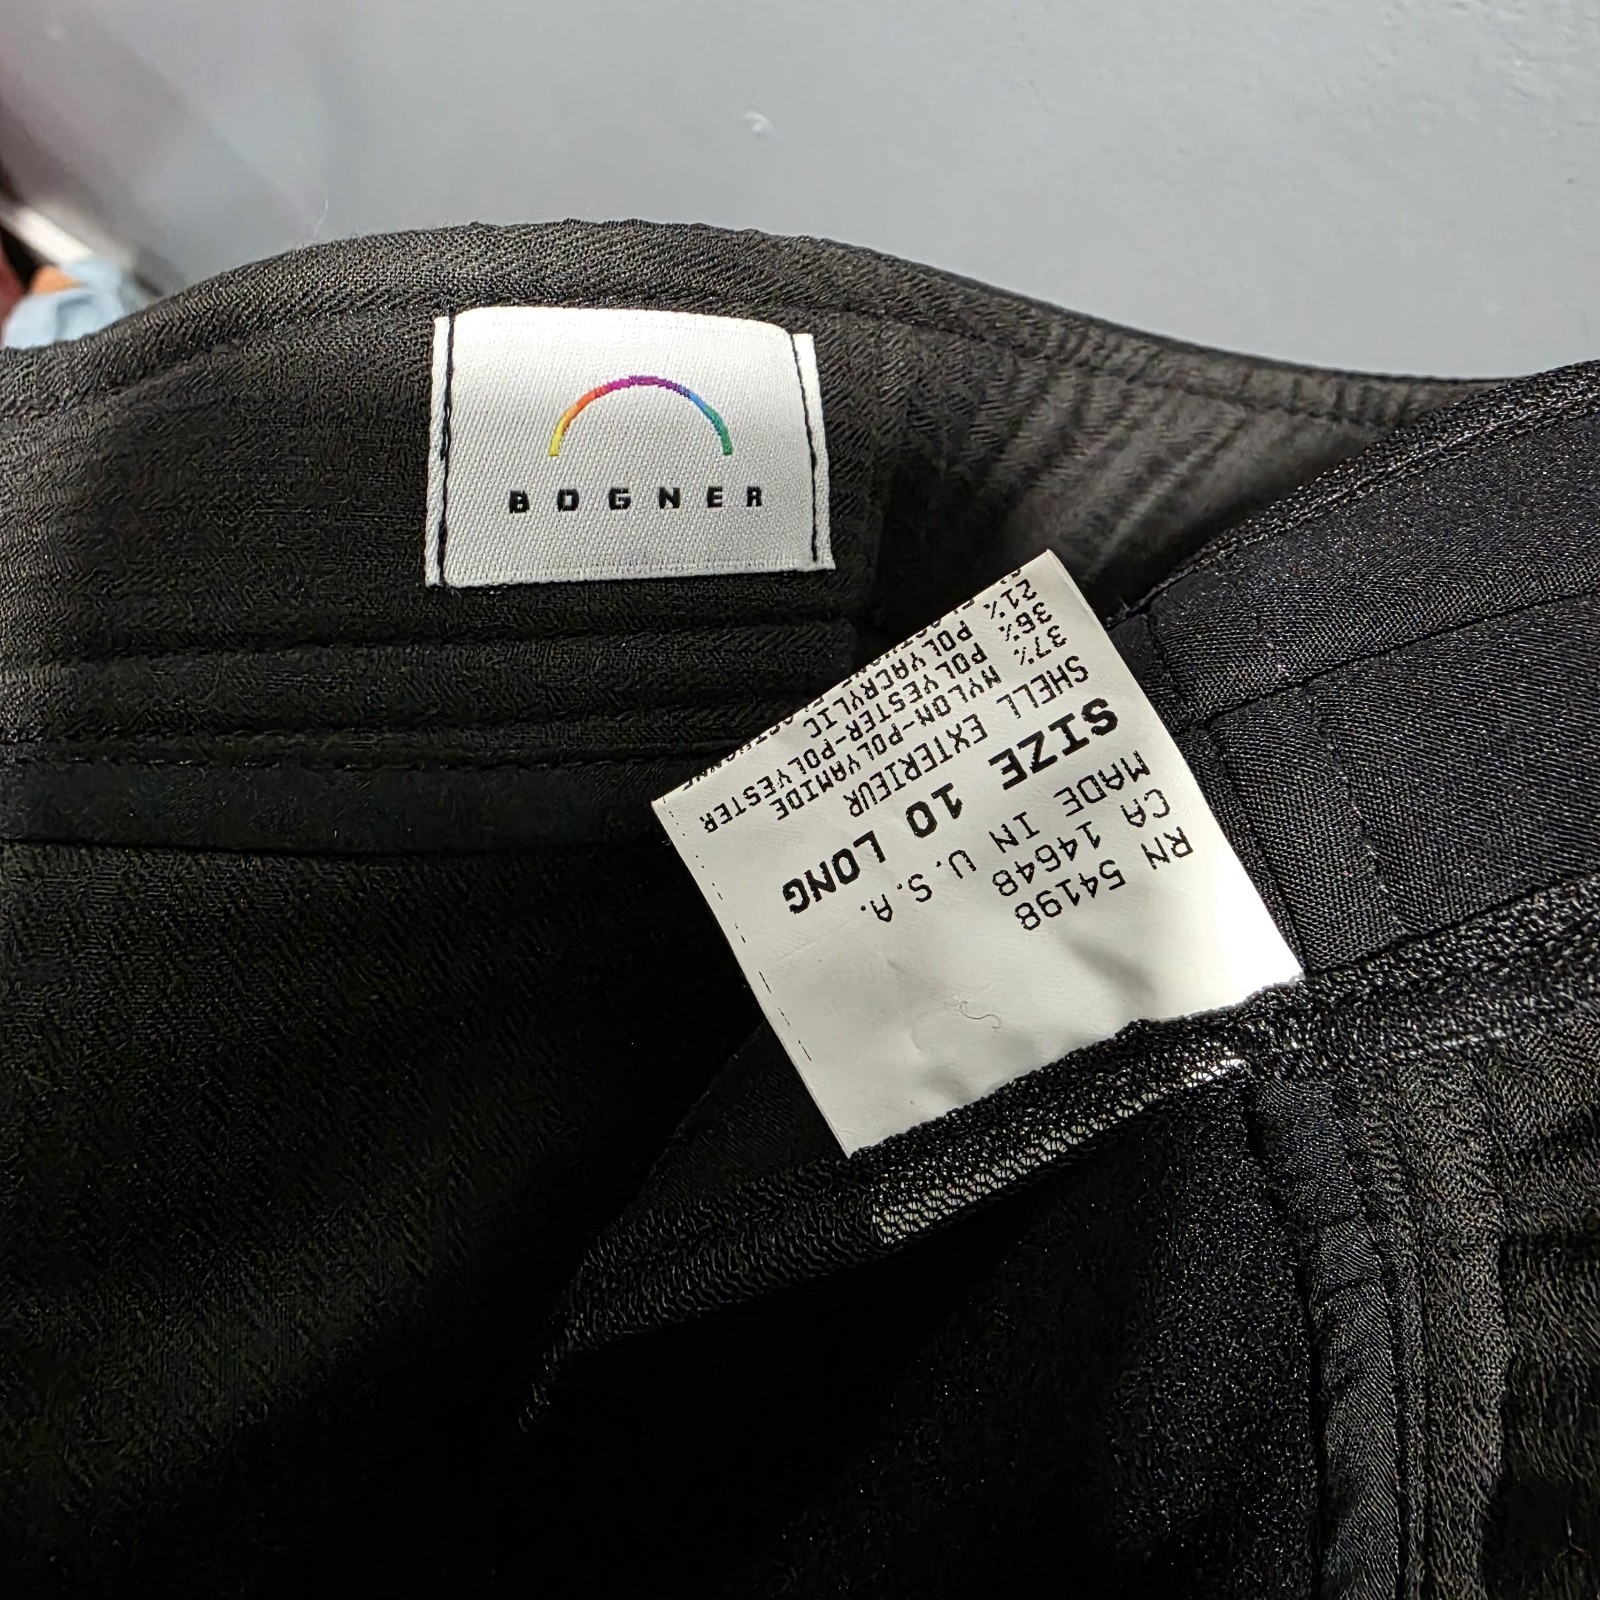 BOGNER
RN 54198
CA 14648
MADE IN U.S.A.
SIZE 10 LONG
SHELL EXTERIEUR
37% NYLON-POLYAMIDE
36% POLYESTER-POLYESTER
21% POLYACRYLIC